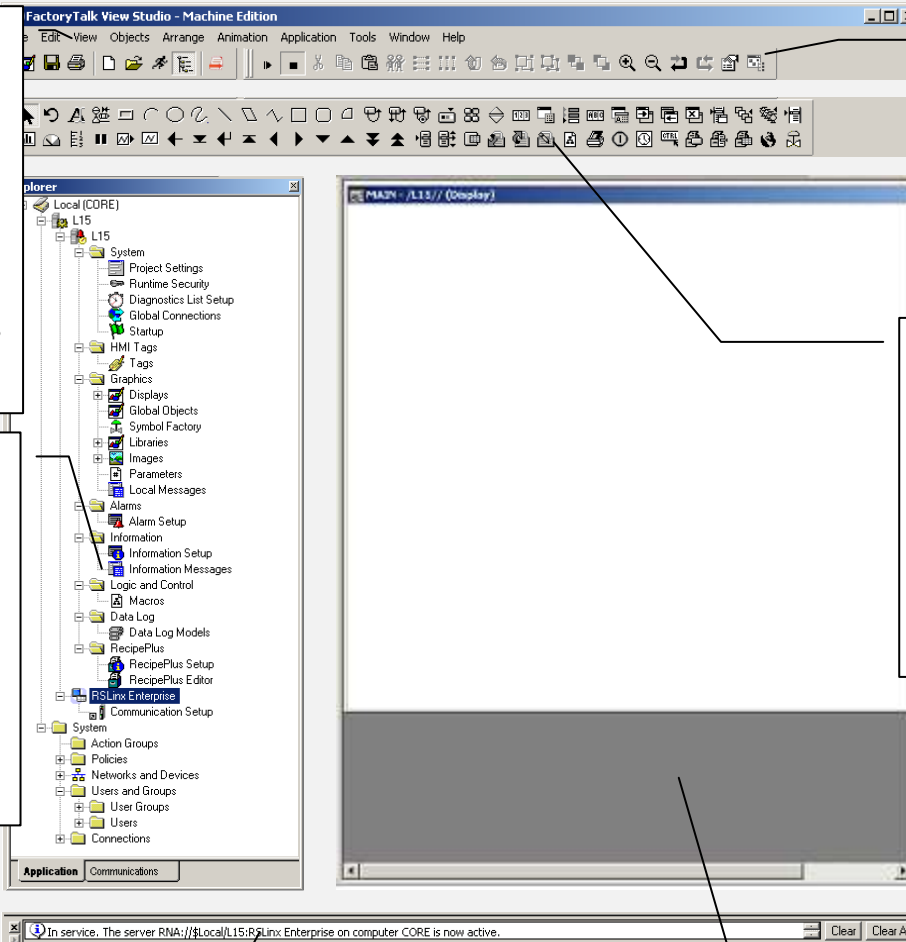 FactoryTalk View Studio - Machine Edition
Edit View Objects Arrange Animation Application Tools Window Help
plorer
Local (CORE)
L15
L15
System
Project Settings
Runtime Security
Diagnostics List Setup
Global Connections
Startup
HMI Tags
Tags
Graphics
Displays
Global Objects
Symbol Factory
Libraries
Images
Parameters
Local Messages
Alarms
Alarm Setup
Information
Information Setup
Information Messages
Logic and Control
Macros
Data Log
Data Log Models
RecipePlus
RecipePlus Setup
RecipePlus Editor
RSLinx Enterprise
Communication Setup
System
Action Groups
Policies
Networks and Devices
Users and Groups
User Groups
Users
Connections
Application Communications
MAIN - /L15// (Display)
In service. The server RNA://$Local/L15:RSLinx Enterprise on computer CORE is now active.
Clear Clear A